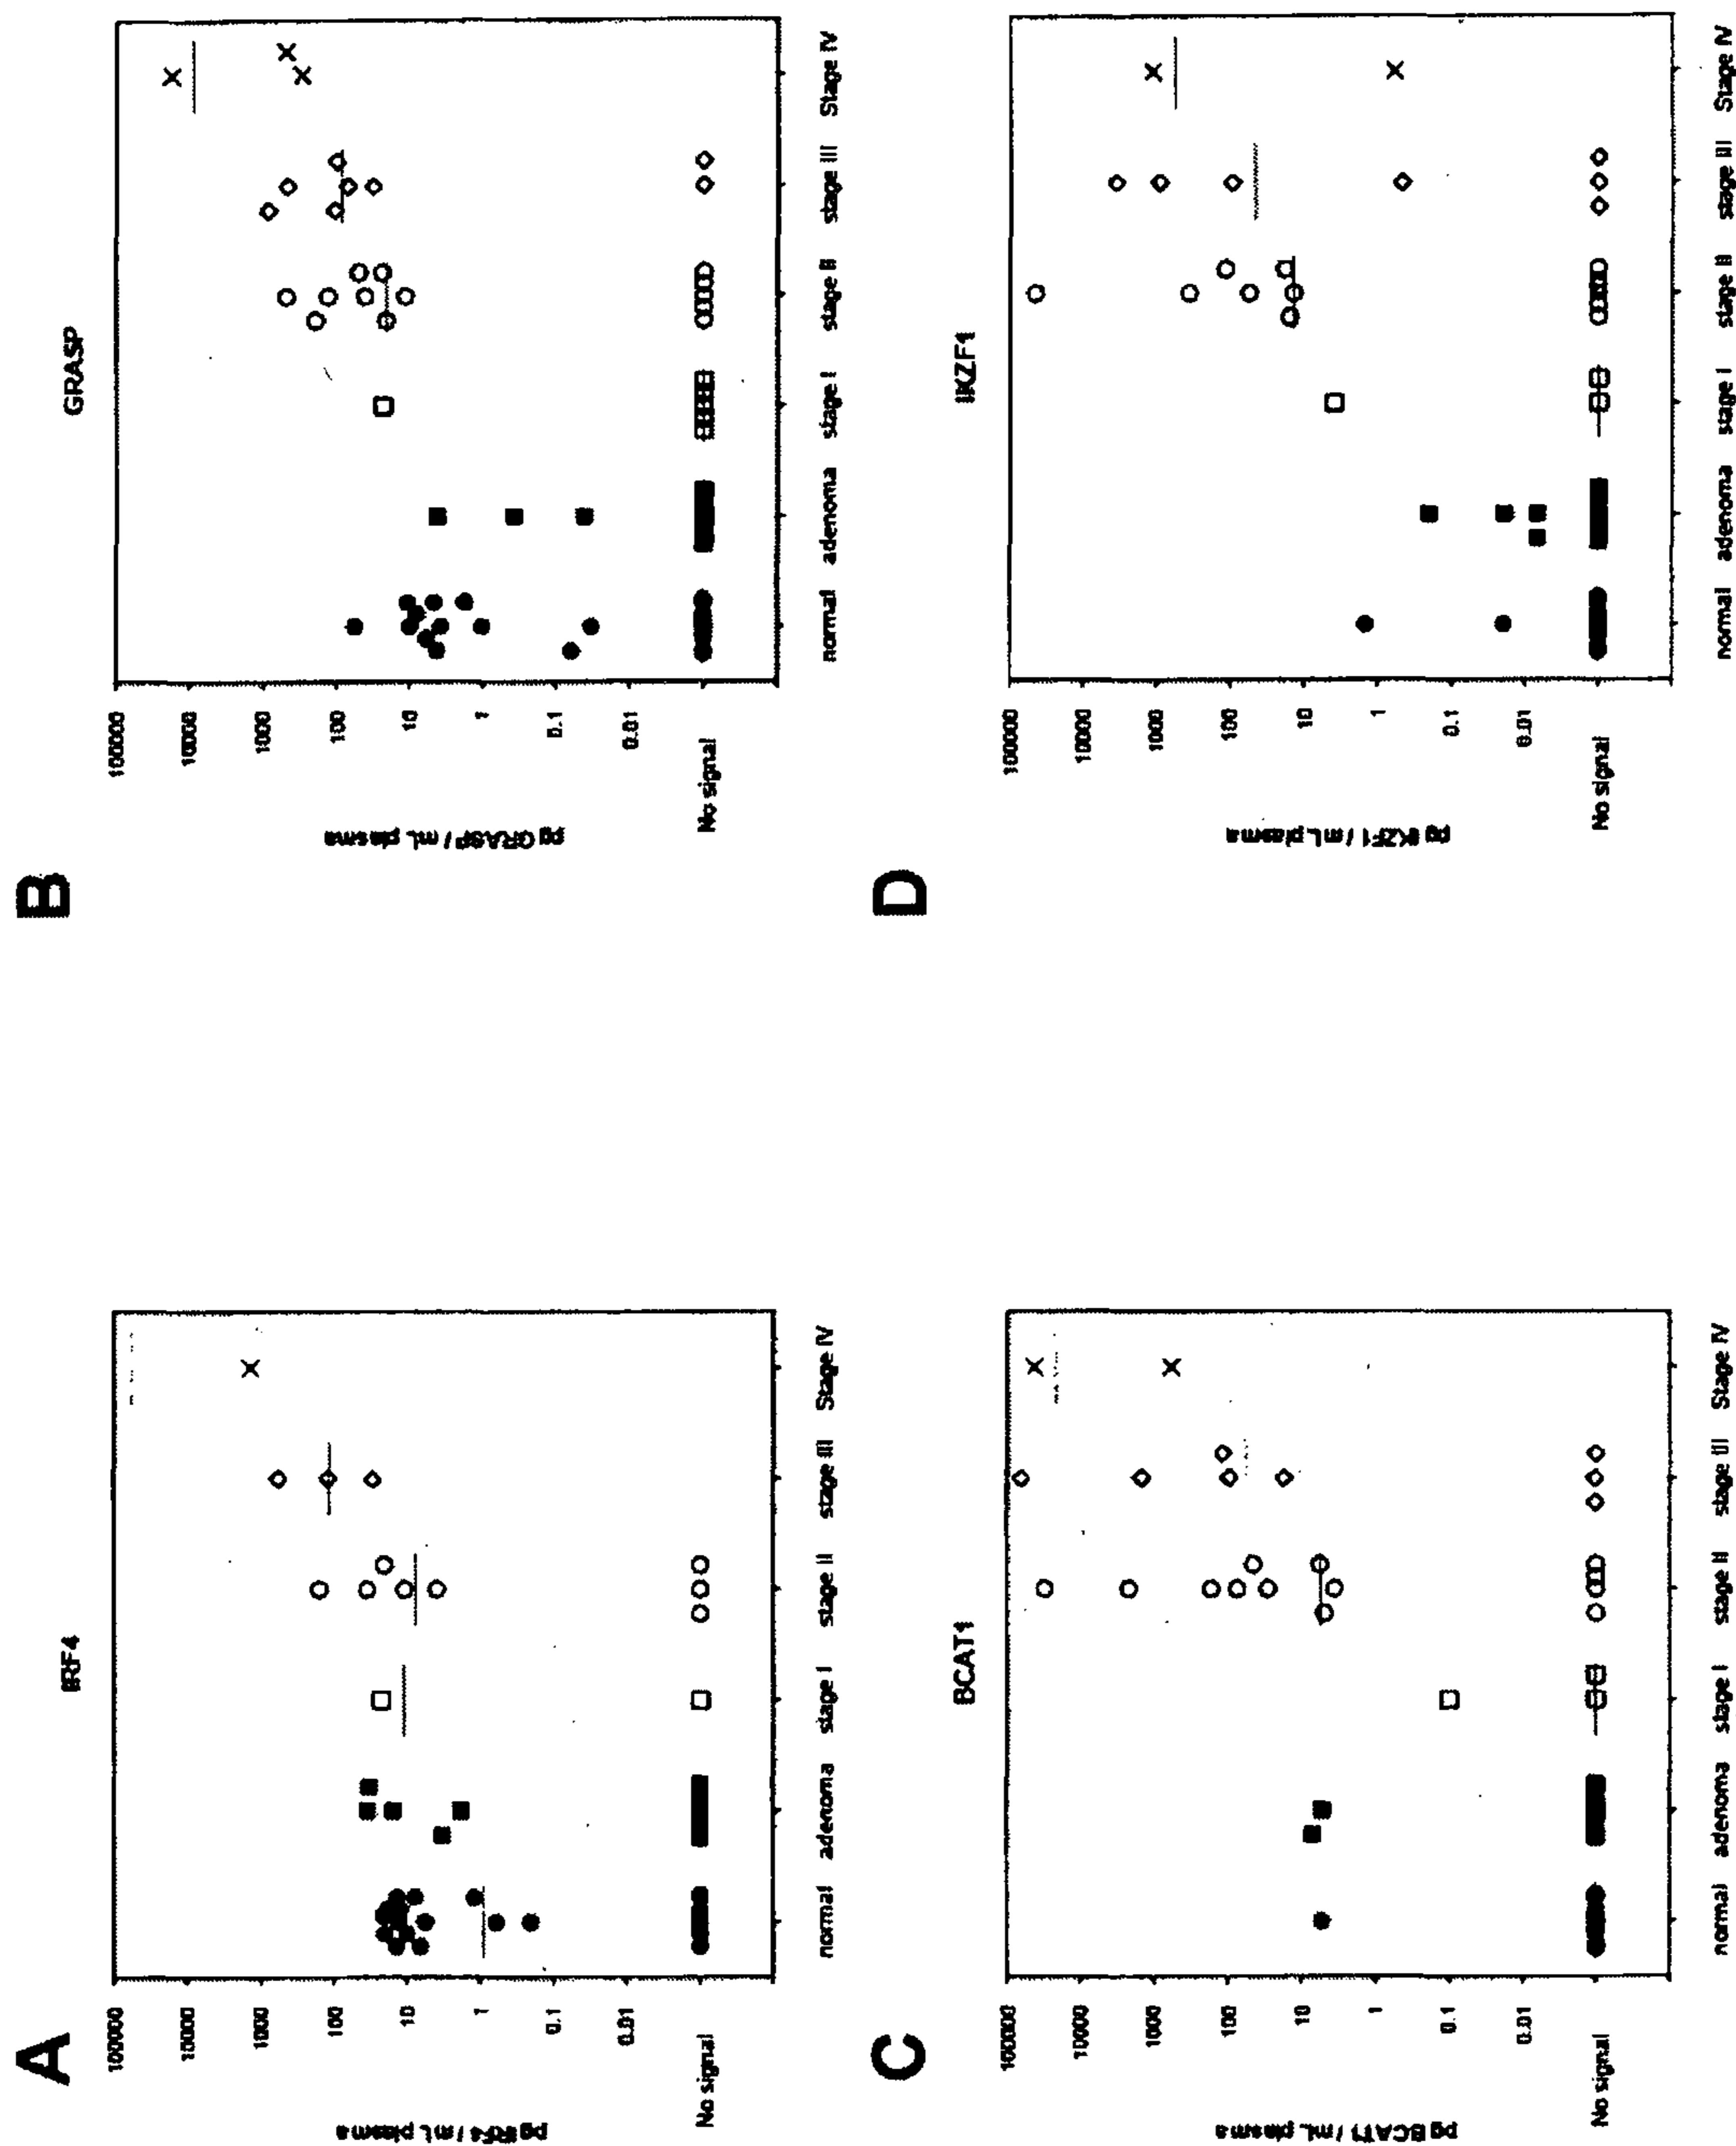 A
IRF4
pg IRF4 / mL plasma
100000
10000
1000
100
10
1
0.1
0.01
No signal
normal adenoma stage I stage II stage III Stage IV
B
GRASP
pg GRASP / mL plasma
100000
10000
1000
100
10
1
0.1
0.01
No signal
normal adenoma stage I stage II stage III Stage IV
C
BCAT1
pg BCAT1 / mL plasma
100000
10000
1000
100
10
1
0.1
0.01
No signal
normal adenoma stage I stage II stage III Stage IV
D
IKZF1
pg IKZF1 / mL plasma
100000
10000
1000
100
10
1
0.1
0.01
No signal
normal adenoma stage I stage II stage III Stage IV